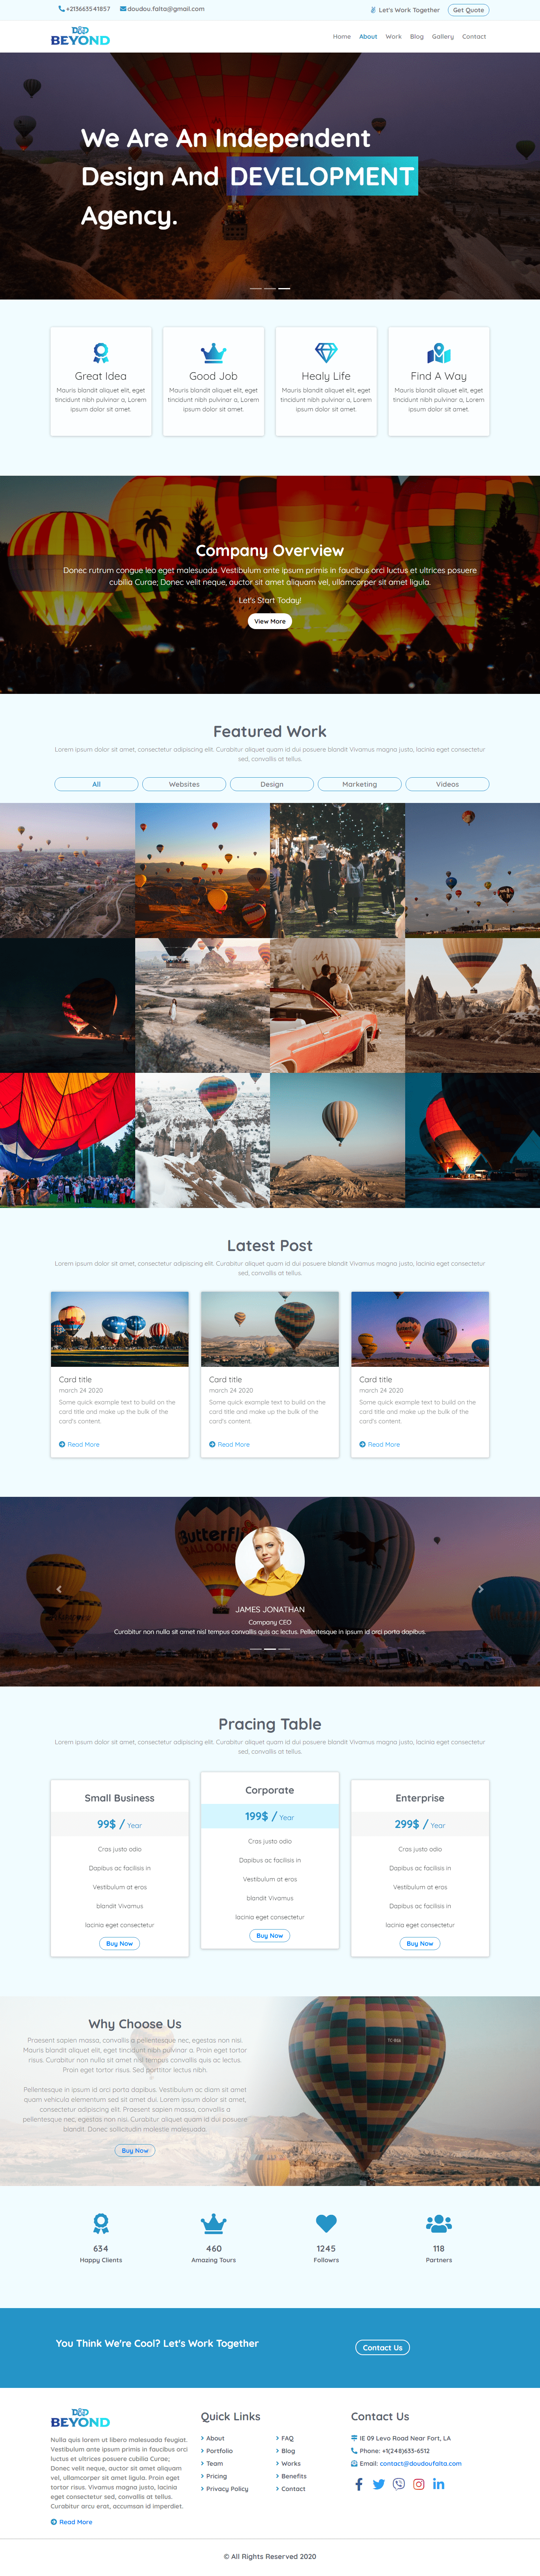 +213663541857 doudou.falta@gmail.com Let's Work Together Get Quote
D&D
BEYOND
Home About Work Blog Gallery Contact
We Are An Independent
Design And DEVELOPMENT
Agency.
Great Idea
Mauris blandit aliquet elit, eget
tincidunt nibh pulvinar a, Lorem
ipsum dolor sit amet.
Good Job
Mauris blandit aliquet elit, eget
tincidunt nibh pulvinar a, Lorem
ipsum dolor sit amet.
Healy Life
Mauris blandit aliquet elit, eget
tincidunt nibh pulvinar a, Lorem
ipsum dolor sit amet.
Find A Way
Mauris blandit aliquet elit, eget
tincidunt nibh pulvinar a, Lorem
ipsum dolor sit amet.
Company Overview
Donec rutrum congue leo eget malesuada. Vestibulum ante ipsum primis in faucibus orci luctus et ultrices posuere
cubilia Curae; Donec velit neque, auctor sit amet aliquam vel, ullamcorper sit amet ligula.
Let's Start Today!
View More
Featured Work
Lorem ipsum dolor sit amet, consectetur adipiscing elit. Curabitur aliquet quam id dui posuere blandit Vivamus magna justo, lacinia eget consectetur
sed, convallis at tellus.
All Websites Design Marketing Videos
Latest Post
Lorem ipsum dolor sit amet, consectetur adipiscing elit. Curabitur aliquet quam id dui posuere blandit Vivamus magna justo, lacinia eget consectetur
sed, convallis at tellus.
Card title
march 24 2020
Some quick example text to build on the
card title and make up the bulk of the
card's content.
Read More
Card title
march 24 2020
Some quick example text to build on the
card title and make up the bulk of the
card's content.
Read More
Card title
march 24 2020
Some quick example text to build on the
card title and make up the bulk of the
card's content.
Read More
Butterfl
BALLOONS
JAMES JONATHAN
Company CEO
Curabitur non nulla sit amet nisl tempus convallis quis ac lectus. Pellentesque in ipsum id orci porta dapibus.
Pracing Table
Lorem ipsum dolor sit amet, consectetur adipiscing elit. Curabitur aliquet quam id dui posuere blandit Vivamus magna justo, lacinia eget consectetur
sed, convallis at tellus.
Small Business
99$ / Year
Cras justo odio
Dapibus ac facilisis in
Vestibulum at eros
blandit Vivamus
lacinia eget consectetur
Buy Now
Corporate
199$ / Year
Cras justo odio
Dapibus ac facilisis in
Vestibulum at eros
blandit Vivamus
lacinia eget consectetur
Buy Now
Enterprise
299$ / Year
Cras justo odio
Dapibus ac facilisis in
Vestibulum at eros
Dapibus ac facilisis in
lacinia eget consectetur
Buy Now
Why Choose Us
Praesent sapien massa, convallis a pellentesque nec, egestas non nisi.
Mauris blandit aliquet elit, eget tincidunt nibh pulvinar a. Proin eget tortor
risus. Curabitur non nulla sit amet nisl tempus convallis quis ac lectus.
Proin eget tortor risus. Sed porttitor lectus nibh.
Pellentesque in ipsum id orci porta dapibus. Vestibulum ac diam sit amet
quam vehicula elementum sed sit amet dui. Lorem ipsum dolor sit amet,
consectetur adipiscing elit. Praesent sapien massa, convallis a
pellentesque nec, egestas non nisi. Curabitur aliquet quam id dui posuere
blandit. Donec sollicitudin molestie malesuada.
Buy Now
634
Happy Clients
460
Amazing Tours
1245
Followrs
118
Partners
You Think We're Cool? Let's Work Together
Contact Us
D&D
BEYOND
Nulla quis lorem ut libero malesuada feugiat.
Vestibulum ante ipsum primis in faucibus orci
luctus et ultrices posuere cubilia Curae;
Donec velit neque, auctor sit amet aliquam
vel, ullamcorper sit amet ligula. Proin eget
tortor risus. Vivamus magna justo, lacinia
eget consectetur sed, convallis at tellus.
Curabitur arcu erat, accumsan id imperdiet.
Read More
Quick Links
About
Portfolio
Team
Pricing
Privacy Policy
FAQ
Blog
Works
Benefits
Contact
Contact Us
IE 09 Levo Road Near Fort, LA
Phone: +1(248)633-6512
Email: contact@doudoufalta.com
© All Rights Reserved 2020